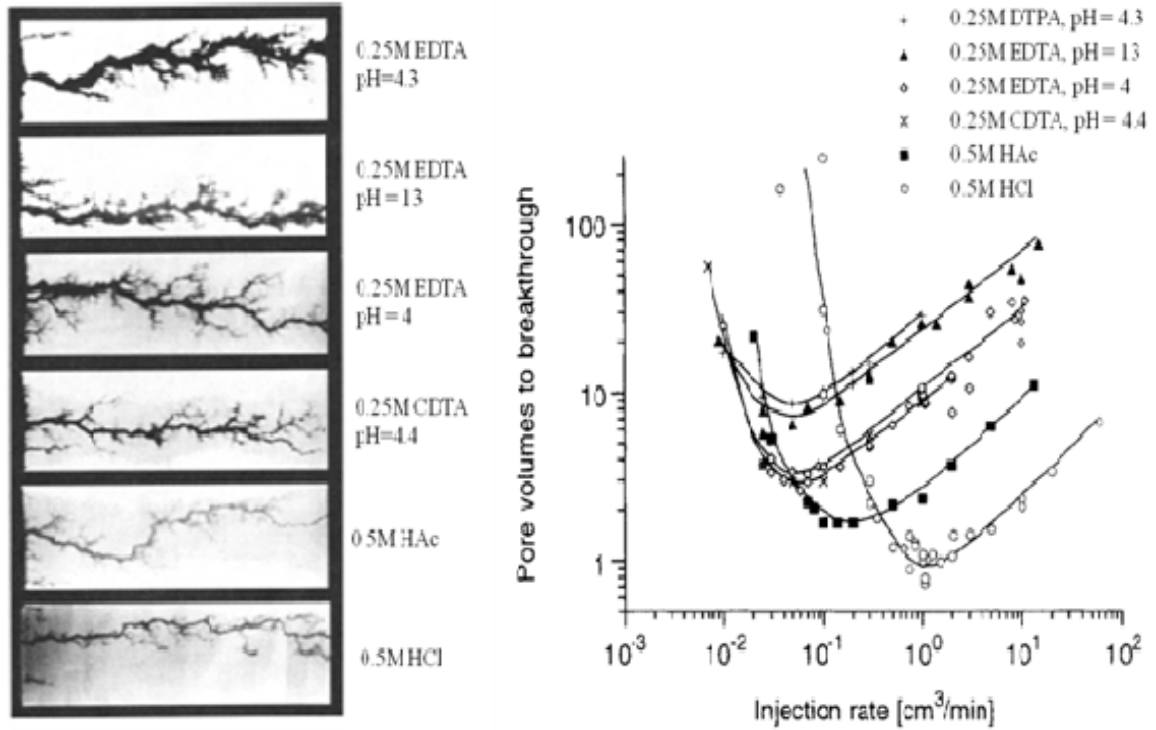 0.25M EDTA
pH=4.3
0.25M EDTA
pH = 13
0.25M EDTA
pH = 4
0.25M CDTA
pH=4.4
0.5M HAc
0.5M HCl
+ 0.25M DTPA, pH = 4.3
▲ 0.25M EDTA, pH = 13
◇ 0.25M EDTA, pH = 4
x 0.25M CDTA, pH = 4.4
■ 0.5M HAc
○ 0.5M HCl
Pore volumes to breakthrough
100
10
1
10⁻³ 10⁻² 10⁻¹ 10⁰ 10¹ 10²
Injection rate [cm³/min]